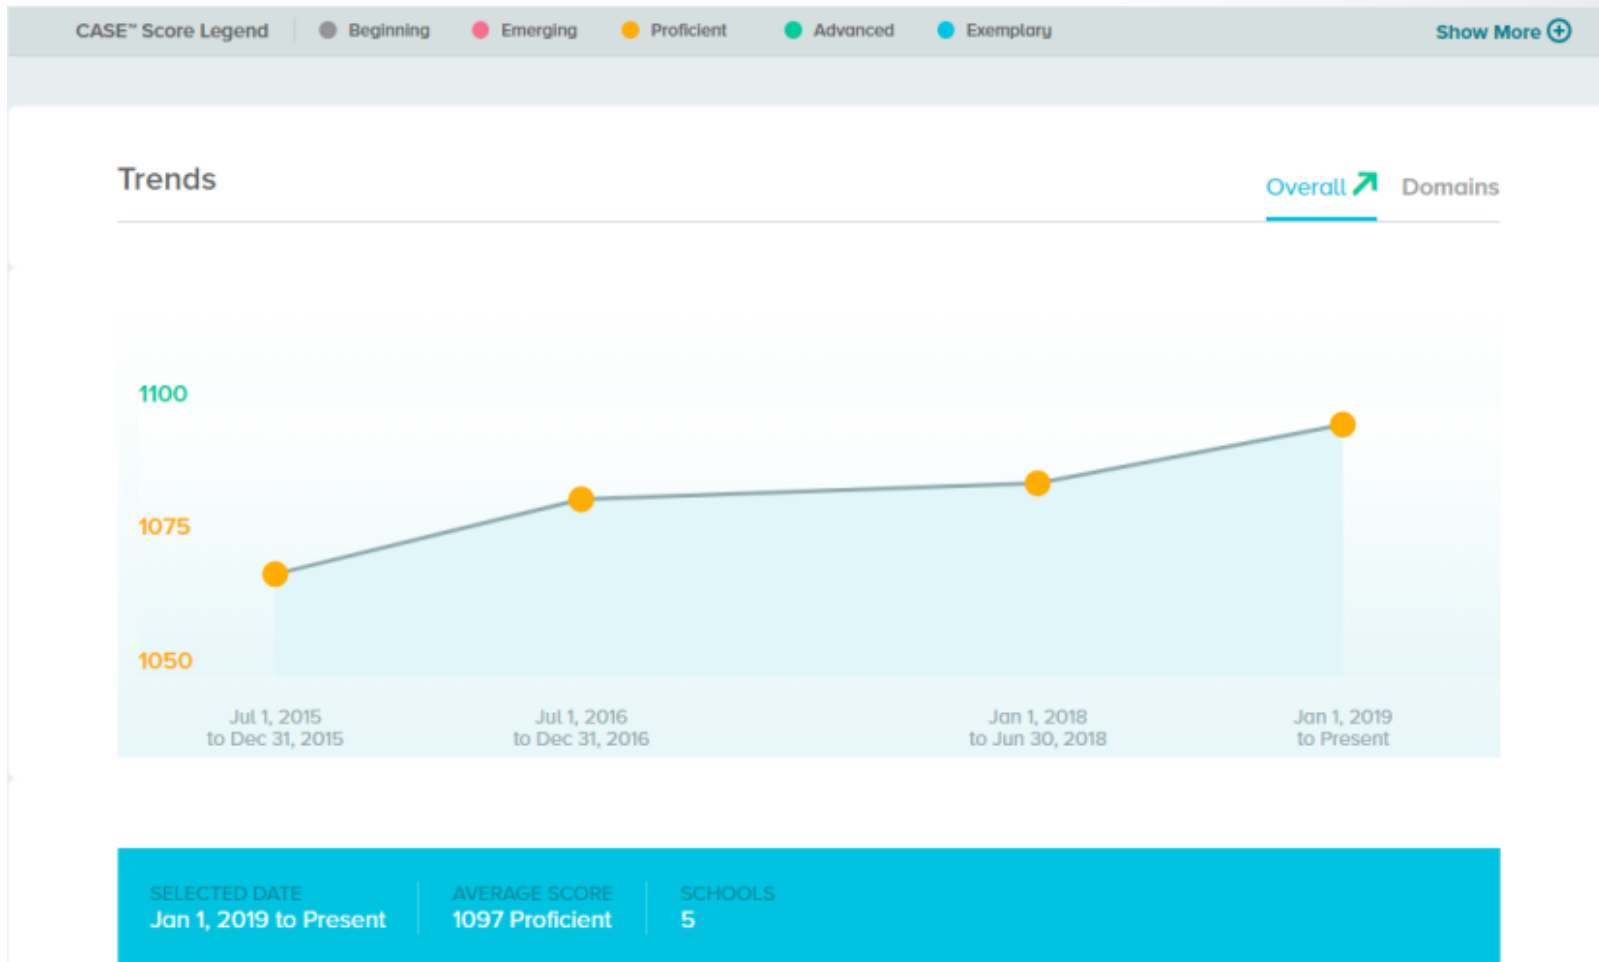 CASE™ Score Legend Beginning Emerging Proficient Advanced Exemplary Show More
Trends
Overall Domains
1100
1075
1050
Jul 1, 2015 Jul 1, 2016 Jan 1, 2018 Jan 1, 2019
to Dec 31, 2015 to Dec 31, 2016 to Jun 30, 2018 to Present
SELECTED DATE AVERAGE SCORE SCHOOLS
Jan 1, 2019 to Present 1097 Proficient 5